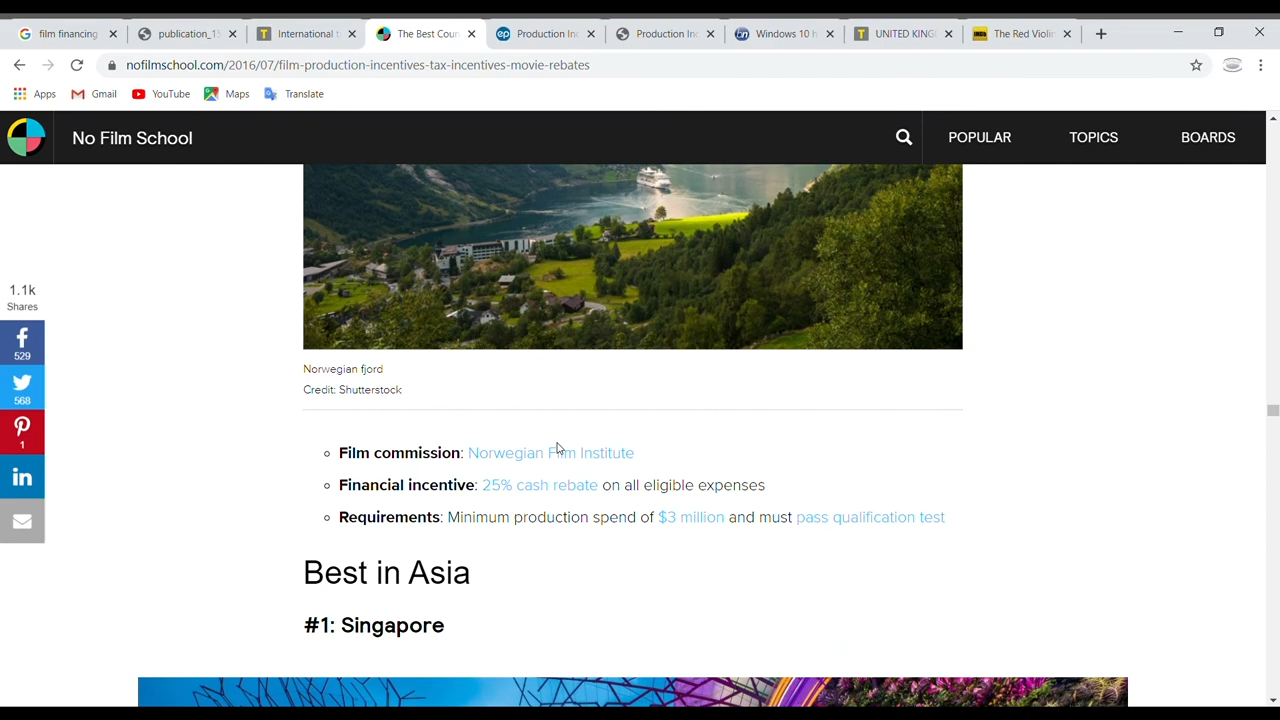 film financing
publication_15
International t
The Best Coun
Production Inc
Production Inc
Windows 10 h
UNITED KING
The Red Violin
nofilmschool.com/2016/07/film-production-incentives-tax-incentives-movie-rebates
Apps
Gmail
YouTube
Maps
Translate
No Film School
POPULAR
TOPICS
BOARDS
1.1k
Shares
529
568
1
Norwegian fjord
Credit: Shutterstock
Film commission: Norwegian Film Institute
Financial incentive: 25% cash rebate on all eligible expenses
Requirements: Minimum production spend of $3 million and must pass qualification test
Best in Asia
#1: Singapore